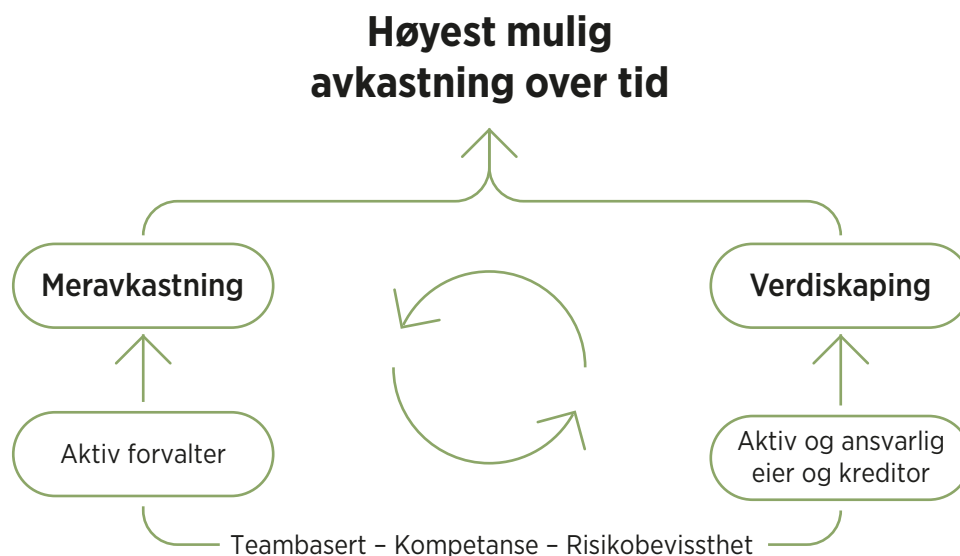 Høyest mulig
avkastning over tid
Meravkastning
Verdiskaping
Aktiv forvalter
Aktiv og ansvarlig
eier og kreditor
Teambasert – Kompetanse – Risikobevissthet